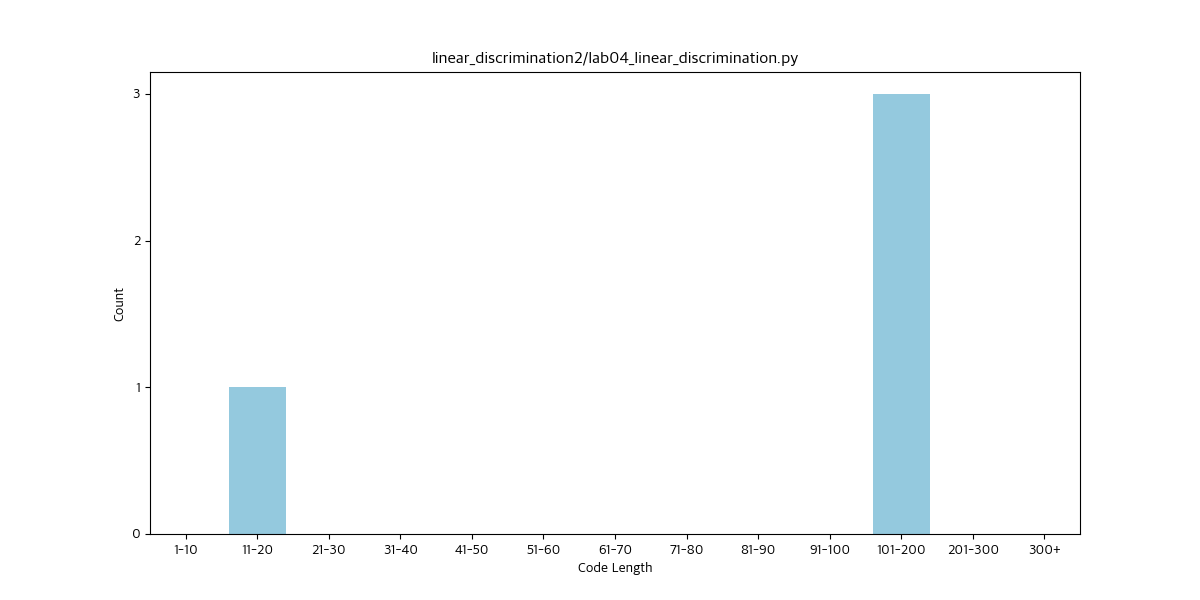 linear_discrimination2/lab04_linear_discrimination.py
3
2
1
0
Count
1-10 11-20 21-30 31-40 41-50 51-60 61-70 71-80 81-90 91-100 101-200 201-300 300+
Code Length